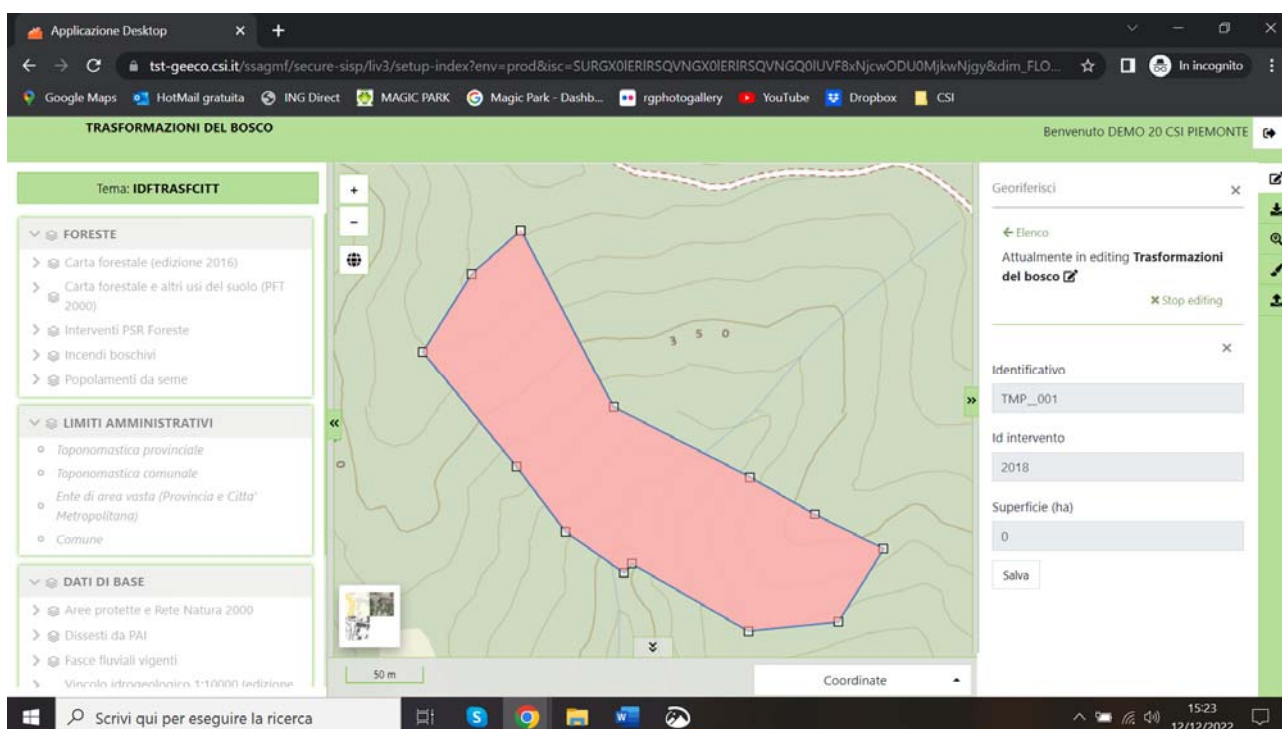 Applicazione Desktop
tst-geeco.csi.it/ssagmf/secure-sisp/liv3/setup-index?env=prod&isc=SURGX0lERlRSQVNGX0lERlRSQVNGQ0lUVF8xNjcwODU0MjkwNjgy&dim_FLO...
In incognito
Google Maps HotMail gratuita ING Direct MAGIC PARK Magic Park - Dashb... rgphotogallery YouTube Dropbox CSI
TRASFORMAZIONI DEL BOSCO
Benvenuto DEMO 20 CSI PIEMONTE
Tema: IDFTRASFCITT
FORESTE
Carta forestale (edizione 2016)
Carta forestale e altri usi del suolo (PFT
2000)
Interventi PSR Foreste
Incendi boschivi
Popolamenti da seme
LIMITI AMMINISTRATIVI
Toponomastica provinciale
Toponomastica comunale
Ente di area vasta (Provincia e Citta'
Metropolitana)
Comune
DATI DI BASE
Aree protette e Rete Natura 2000
Dissesti da PAI
Fasce fluviali vigenti
Vincolo idrogeologico 1:10000 (edizione
+
-
350
0
50 m
Coordinate
Georiferisci
Elenco
Attualmente in editing Trasformazioni
del bosco
Stop editing
Identificativo
TMP__001
Id intervento
2018
Superficie (ha)
0
Salva
Scrivi qui per eseguire la ricerca
15:23
12/12/2022